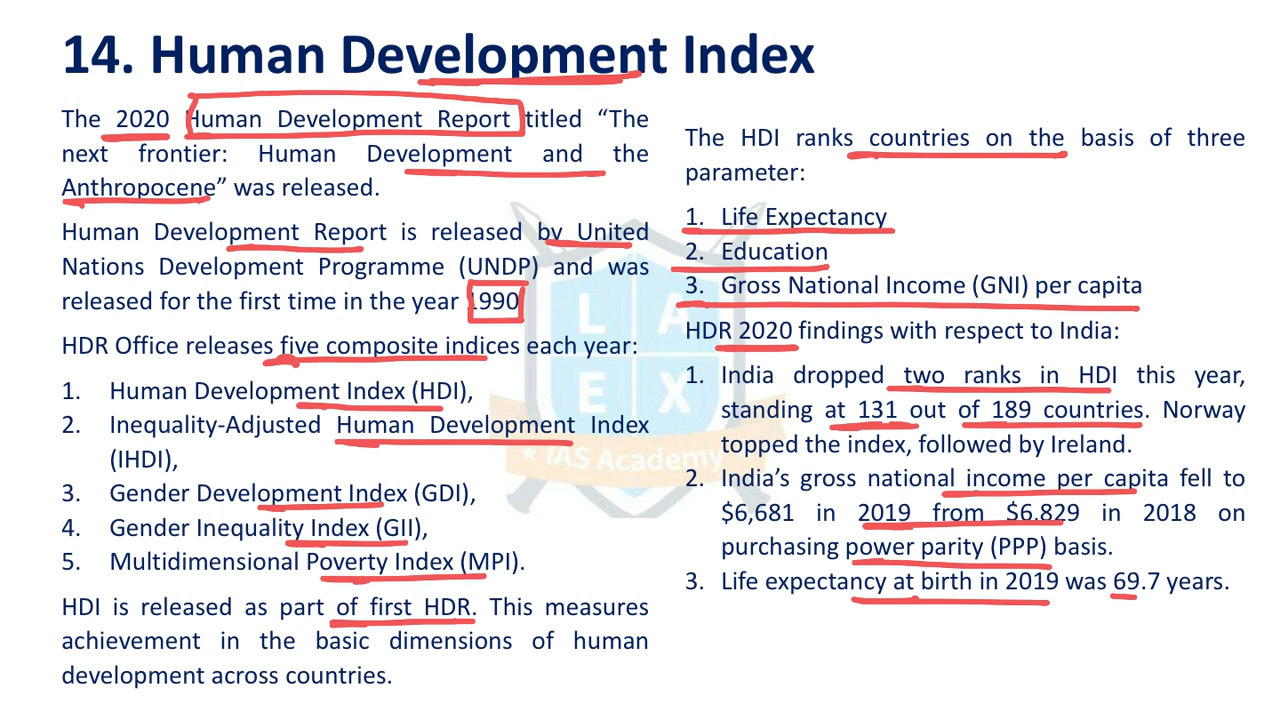 14. Human Development Index
The 2020 Human Development Report titled “The
next frontier: Human Development and the
Anthropocene” was released.
Human Development Report is released by United
Nations Development Programme (UNDP) and was
released for the first time in the year 1990
HDR Office releases five composite indices each year:
1. Human Development Index (HDI),
2. Inequality-Adjusted Human Development Index
(IHDI),
3. Gender Development Index (GDI),
4. Gender Inequality Index (GII),
5. Multidimensional Poverty Index (MPI).
HDI is released as part of first HDR. This measures
achievement in the basic dimensions of human
development across countries.
The HDI ranks countries on the basis of three
parameter:
1. Life Expectancy
2. Education
3. Gross National Income (GNI) per capita
HDR 2020 findings with respect to India:
1. India dropped two ranks in HDI this year,
standing at 131 out of 189 countries. Norway
topped the index, followed by Ireland.
2. India’s gross national income per capita fell to
$6,681 in 2019 from $6.829 in 2018 on
purchasing power parity (PPP) basis.
3. Life expectancy at birth in 2019 was 69.7 years.
L A
E X
IAS Academy